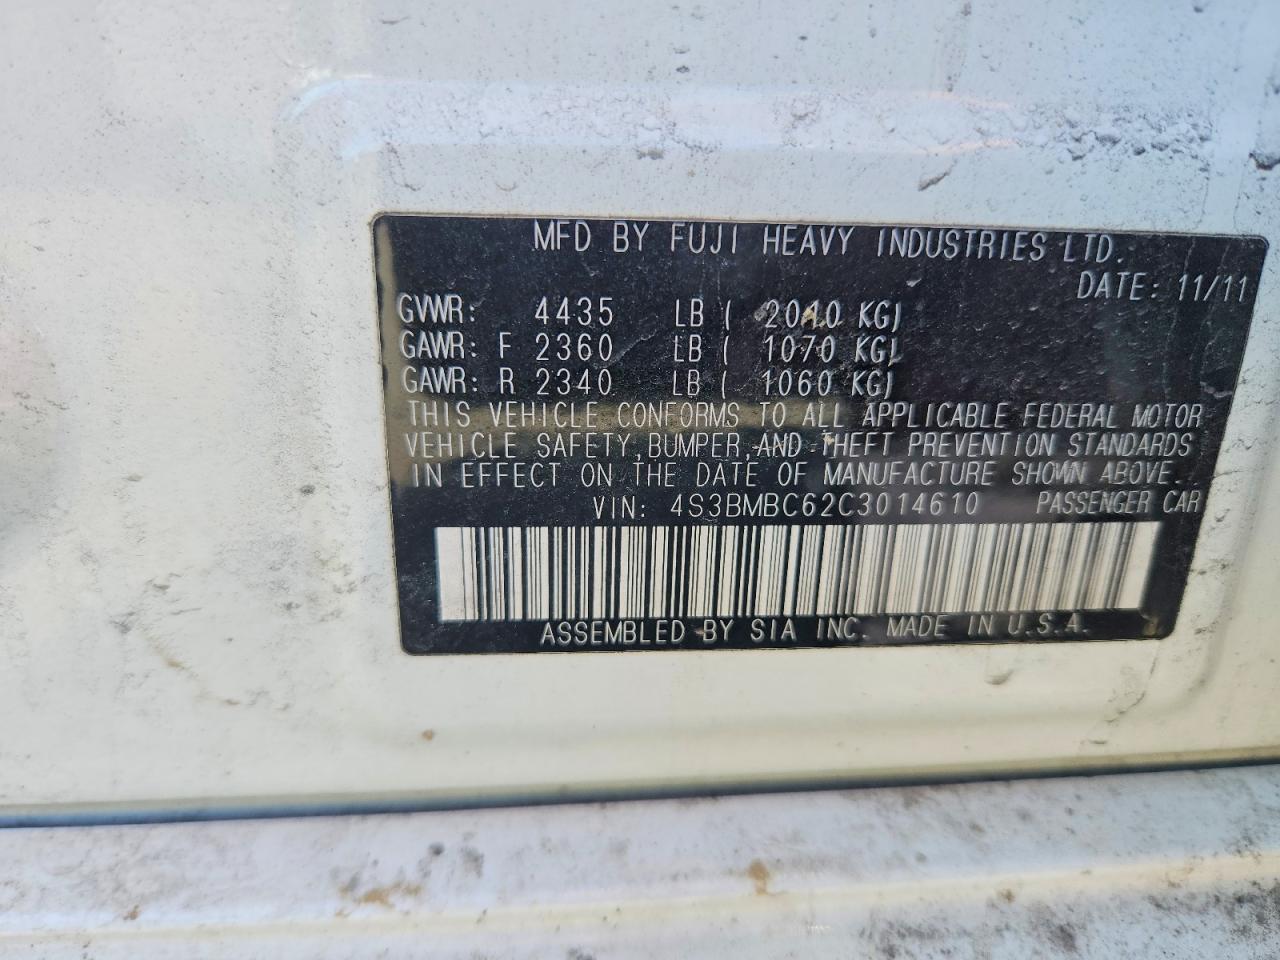 MFD BY FUJI HEAVY INDUSTRIES LTD.
DATE: 11/11
GVWR: 4435 LB ( 2010 KG)
GAWR: F 2360 LB ( 1070 KG)
GAWR: R 2340 LB ( 1060 KG)
THIS VEHICLE CONFORMS TO ALL APPLICABLE FEDERAL MOTOR
VEHICLE SAFETY, BUMPER, AND THEFT PREVENTION STANDARDS
IN EFFECT ON THE DATE OF MANUFACTURE SHOWN ABOVE.
VIN: 4S3BMBC62C3014610 PASSENGER CAR
ASSEMBLED BY SIA INC. MADE IN U.S.A.